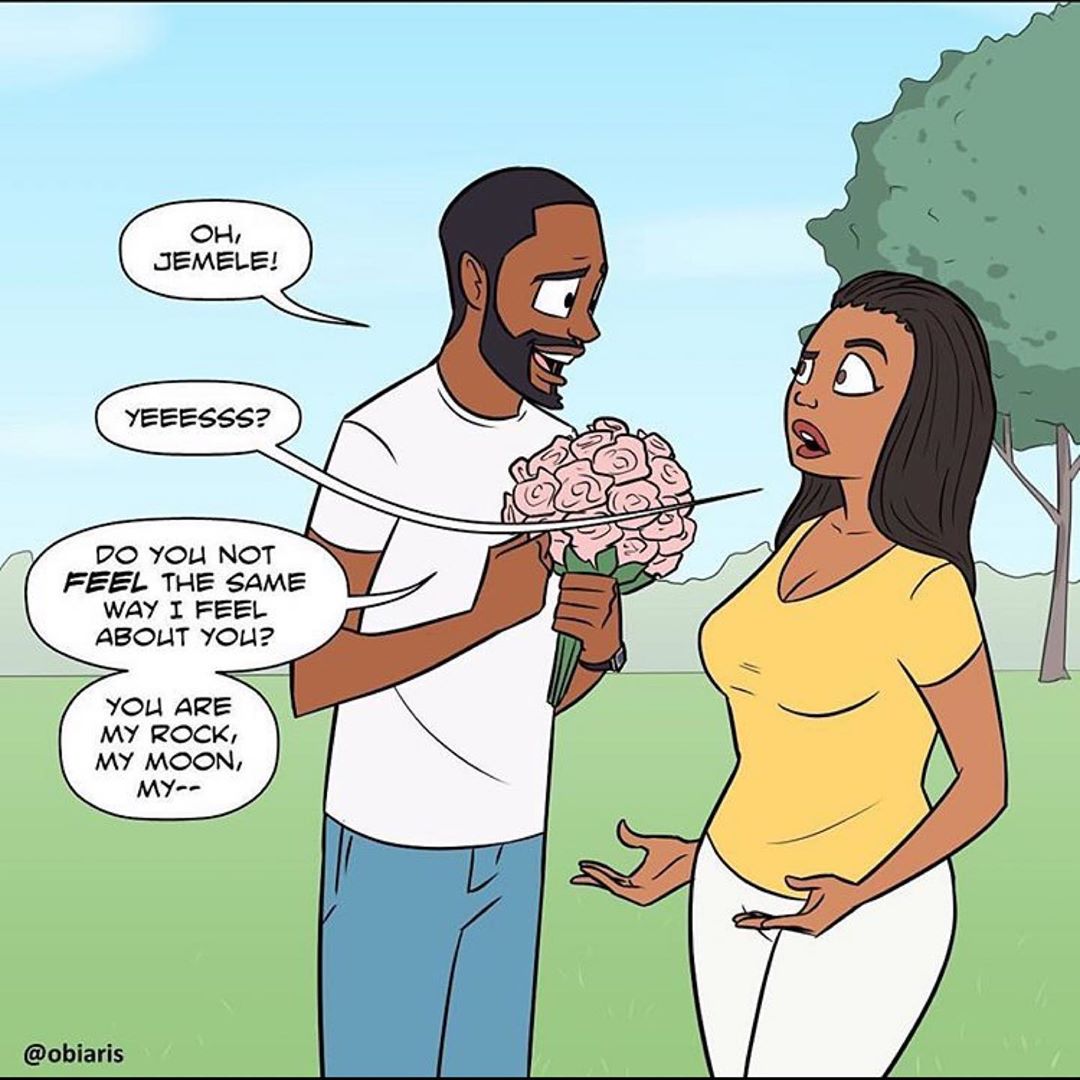 OH,
JEMELE!
YEEESSS?
DO YOU NOT
FEEL THE SAME
WAY I FEEL
ABOUT YOU?
YOU ARE
MY ROCK,
MY MOON,
MY--
@obiaris